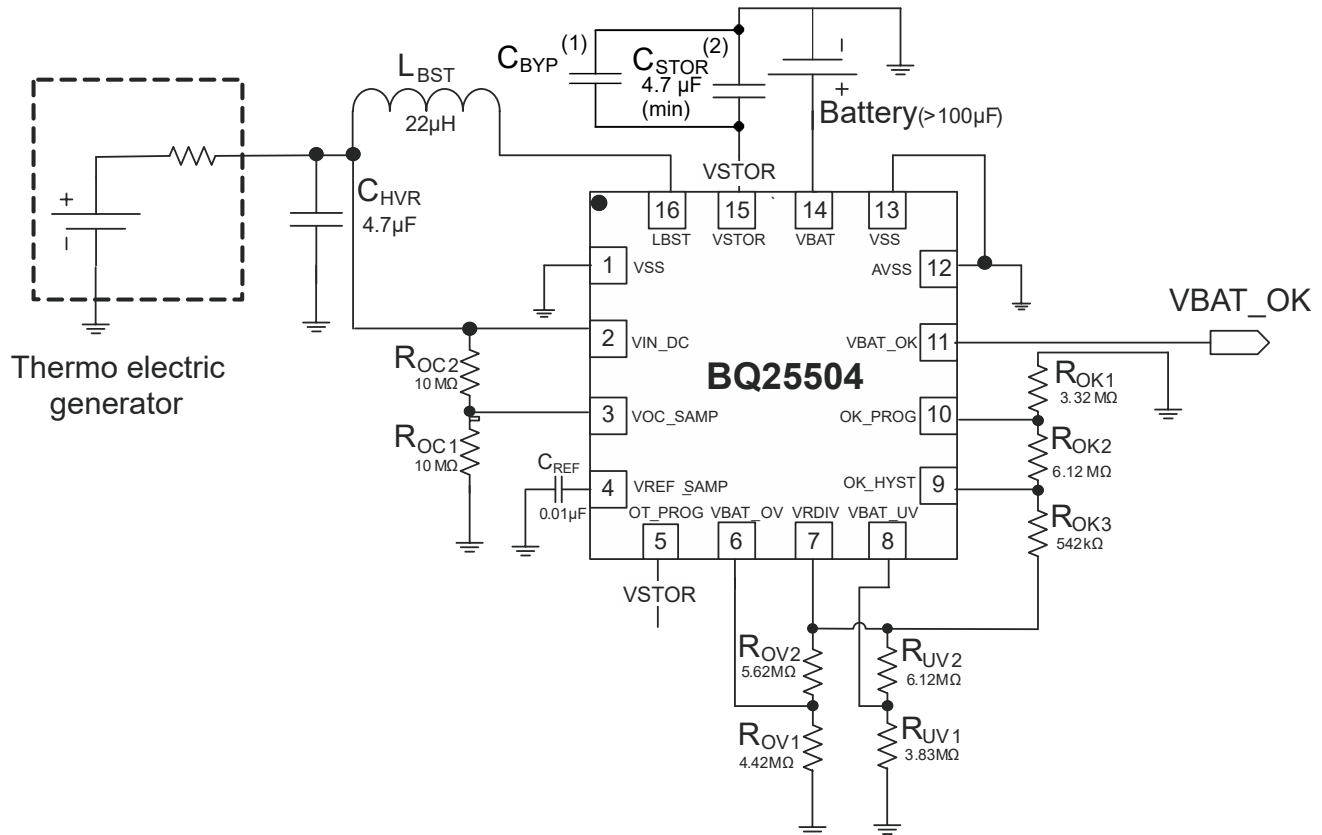 C_BYP (1)
C_STOR (2)
4.7 µF
(min)
−
+
Battery(>100µF)
L_BST
22µH
+
−
C_HVR
4.7µF
VSTOR
16
15
14
13
LBST
VSTOR
VBAT
VSS
1
VSS
AVSS
12
2
VIN_DC
VBAT_OK
11
VBAT_OK
BQ25504
Thermo electric
generator
R_OC2
10 MΩ
3
VOC_SAMP
OK_PROG
10
R_OK1
3.32 MΩ
R_OC1
10 MΩ
R_OK2
6.12 MΩ
C_REF
0.01µF
4
VREF_SAMP
OK_HYST
9
OT_PROG
VBAT_OV
VRDIV
VBAT_UV
5
6
7
8
R_OK3
542kΩ
VSTOR
R_OV2
5.62MΩ
R_UV2
6.12MΩ
R_OV1
4.42MΩ
R_UV1
3.83MΩ